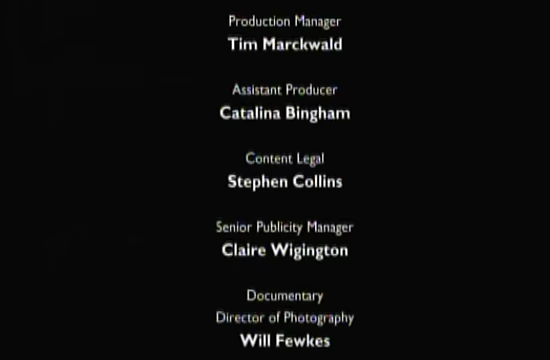 Production Manager
Tim Marckwald
Assistant Producer
Catalina Bingham
Content Legal
Stephen Collins
Senior Publicity Manager
Claire Wigington
Documentary
Director of Photography
Will Fewkes